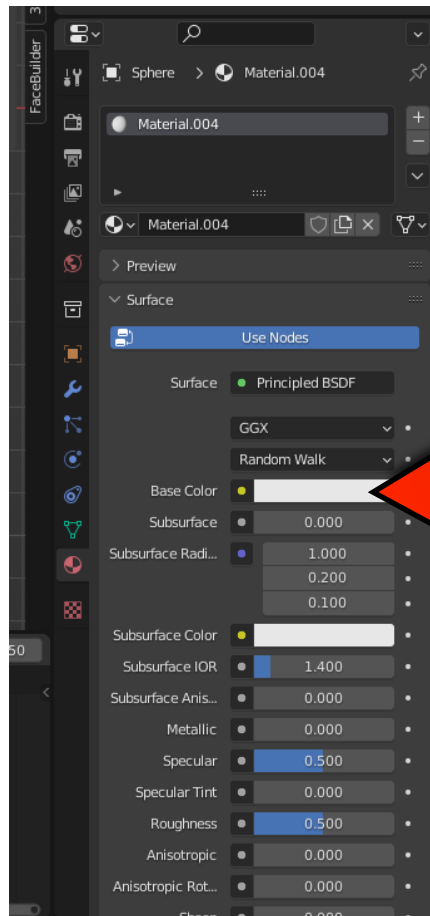 FaceBuilder
Sphere > Material.004
Material.004
Material.004
Preview
Surface
Use Nodes
Surface Principled BSDF
GGX
Random Walk
Base Color
Subsurface 0.000
Subsurface Radi... 1.000
0.200
0.100
Subsurface Color
50
Subsurface IOR 1.400
Subsurface Anis... 0.000
Metallic 0.000
Specular 0.500
Specular Tint 0.000
Roughness 0.500
Anisotropic 0.000
Anisotropic Rot... 0.000